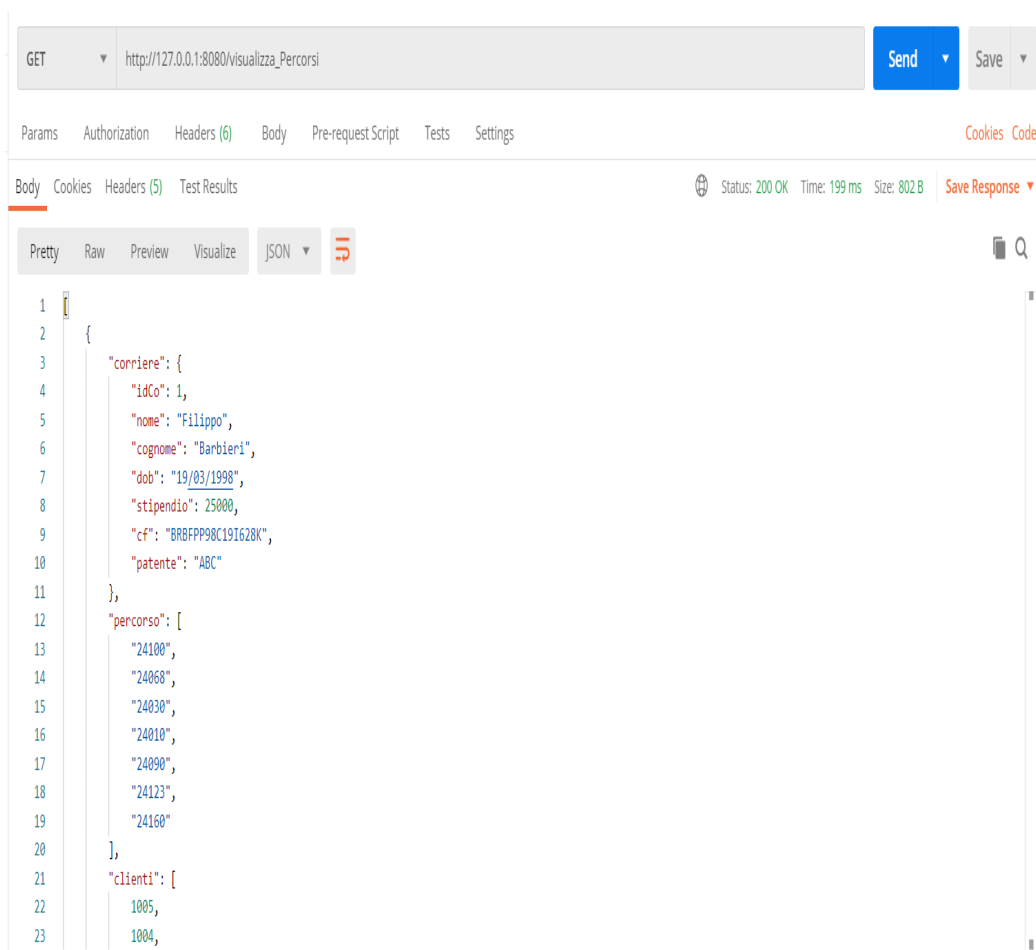 GET http://127.0.0.1:8080/visualizza_Percorsi Send Save
Params Authorization Headers (6) Body Pre-request Script Tests Settings Cookies Code
Body Cookies Headers (5) Test Results Status: 200 OK Time: 199 ms Size: 802 B Save Response
Pretty Raw Preview Visualize JSON
1 [
2 {
3 "corriere": {
4 "idCo": 1,
5 "nome": "Filippo",
6 "cognome": "Barbieri",
7 "dob": "19/03/1998",
8 "stipendio": 25000,
9 "cf": "BRBFPP98C19I628K",
10 "patente": "ABC"
11 },
12 "percorso": [
13 "24100",
14 "24068",
15 "24030",
16 "24010",
17 "24090",
18 "24123",
19 "24160"
20 ],
21 "clienti": [
22 1005,
23 1004,